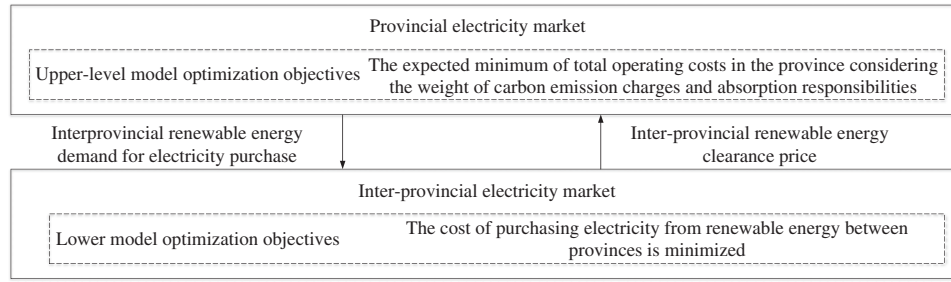 Provincial electricity market
Upper-level model optimization objectives
The expected minimum of total operating costs in the province considering
the weight of carbon emission charges and absorption responsibilities
Interprovincial renewable energy
demand for electricity purchase
Inter-provincial renewable energy
clearance price
Inter-provincial electricity market
Lower model optimization objectives
The cost of purchasing electricity from renewable energy between
provinces is minimized